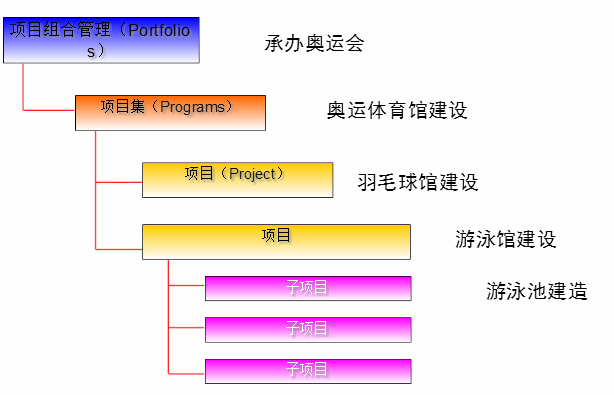 项目组合管理（Portfolio
s）
承办奥运会
项目集（Programs）
奥运体育馆建设
项目（Project）
羽毛球馆建设
项目
游泳馆建设
子项目
游泳池建造
子项目
子项目